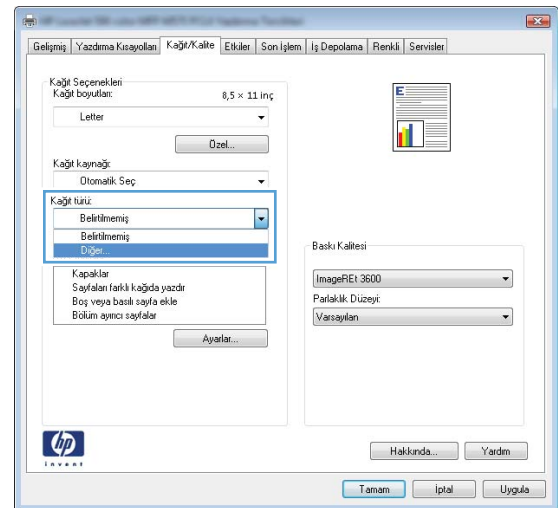 Gelişmiş Yazdırma Kısayolları Kağıt/Kalite Etkiler Son İşlem İş Depolama Renkli Servisler
Kağıt Seçenekleri
Kağıt boyutları: 8,5 × 11 inç
Letter
Özel...
Kağıt kaynağı:
Otomatik Seç
Kağıt türü:
Belirtilmemiş
Belirtilmemiş
Diğer...
Kapaklar
Sayfaları farklı kağıda yazdır
Boş veya basılı sayfa ekle
Bölüm ayırıcı sayfalar
Ayarlar...
E
Baskı Kalitesi
ImageREt 3600
Parlaklık Düzeyi:
Varsayılan
hp
invent
Hakkında... Yardım
Tamam İptal Uygula